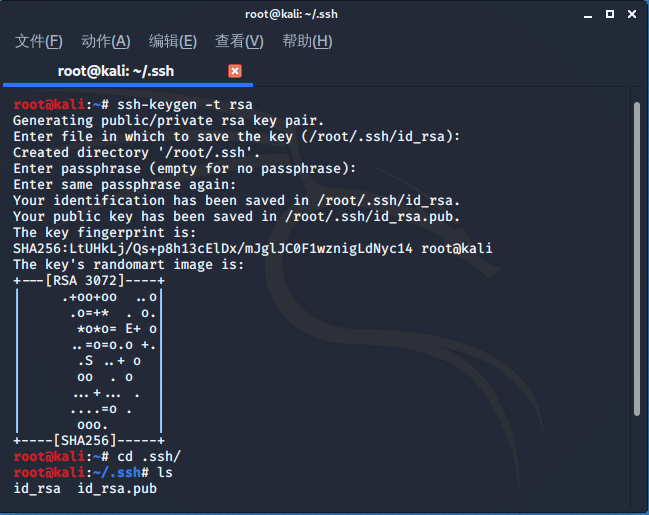 root@kali: ~/.ssh
文件(F) 动作(A) 编辑(E) 查看(V) 帮助(H)
root@kali: ~/.ssh
root@kali:~# ssh-keygen -t rsa
Generating public/private rsa key pair.
Enter file in which to save the key (/root/.ssh/id_rsa):
Created directory '/root/.ssh'.
Enter passphrase (empty for no passphrase):
Enter same passphrase again:
Your identification has been saved in /root/.ssh/id_rsa.
Your public key has been saved in /root/.ssh/id_rsa.pub.
The key fingerprint is:
SHA256:LtUHkLj/Qs+p8h13cElDx/mJglJC0F1wznigLdNyc14 root@kali
The key's randomart image is:
+---[RSA 3072]----+
|     .+oo+oo  ..o|
|      .o=+*  . o.|
|       *o*o= E+ o|
|      ..=o=o.o +.|
|       .S ..+ o  |
|       oo  . o   |
|      ...+... .  |
|      ....=o .   |
|       ooo.      |
+----[SHA256]-----+
root@kali:~# cd .ssh/
root@kali:~/.ssh# ls
id_rsa  id_rsa.pub